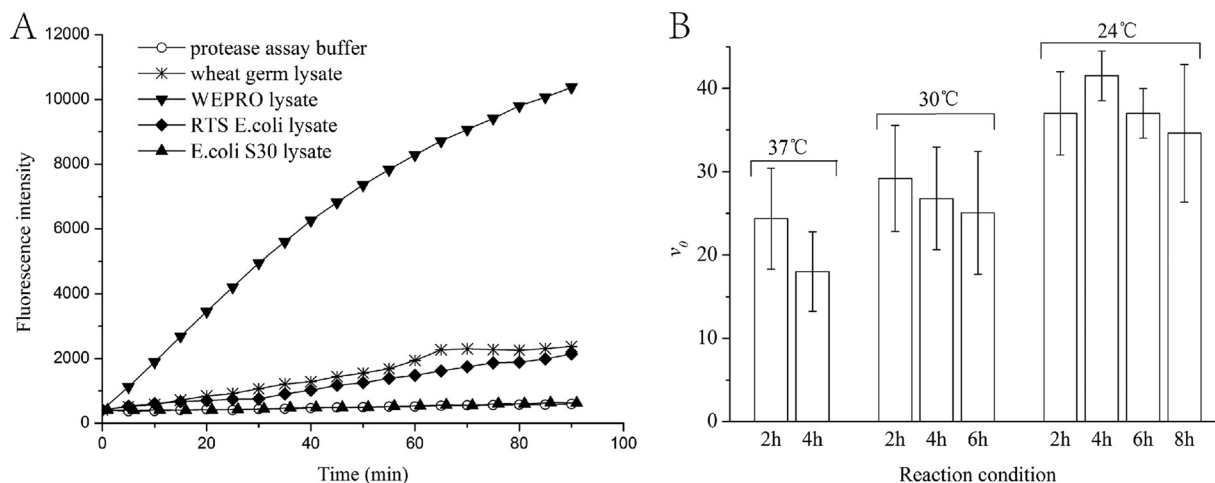 A
protease assay buffer
wheat germ lysate
WEPRO lysate
RTS E.coli lysate
E.coli S30 lysate
12000
10000
8000
6000
4000
2000
0
Fluorescence intensity
0 20 40 60 80 100
Time (min)
B
37℃
30℃
24℃
40
30
20
10
0
v0
2h 4h 2h 4h 6h 2h 4h 6h 8h
Reaction condition